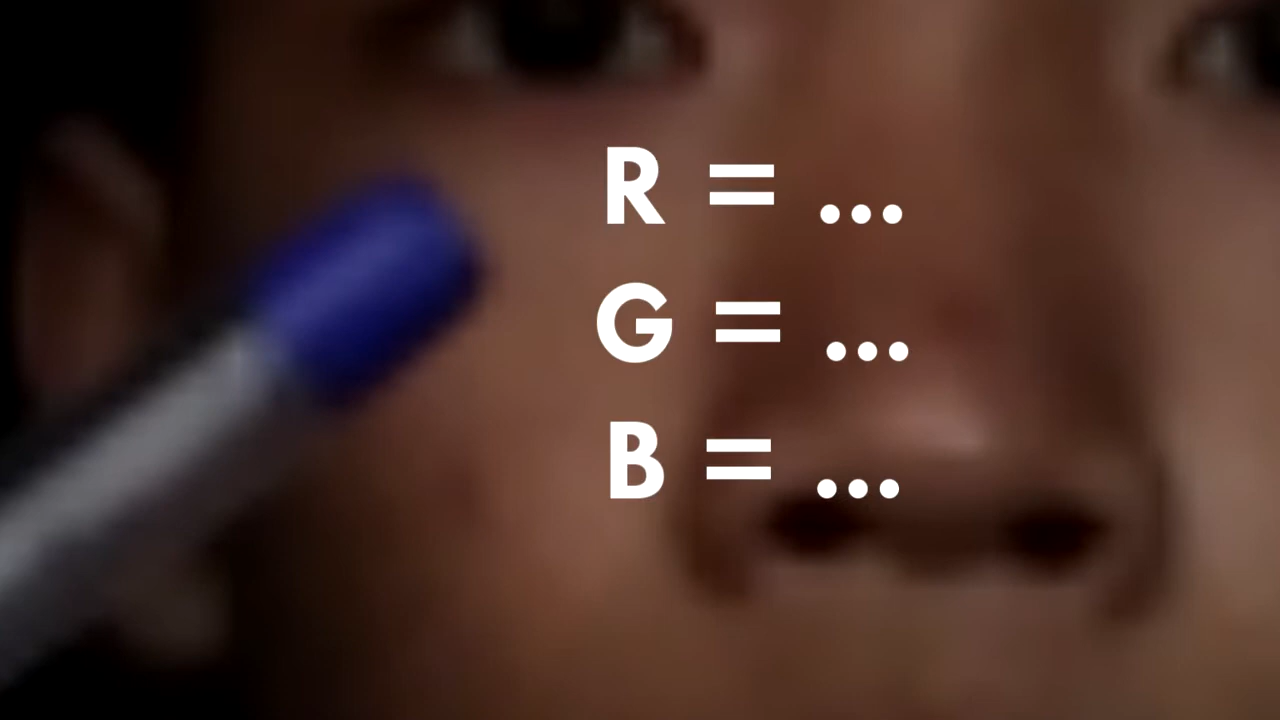 R = ...
G = ...
B = ...